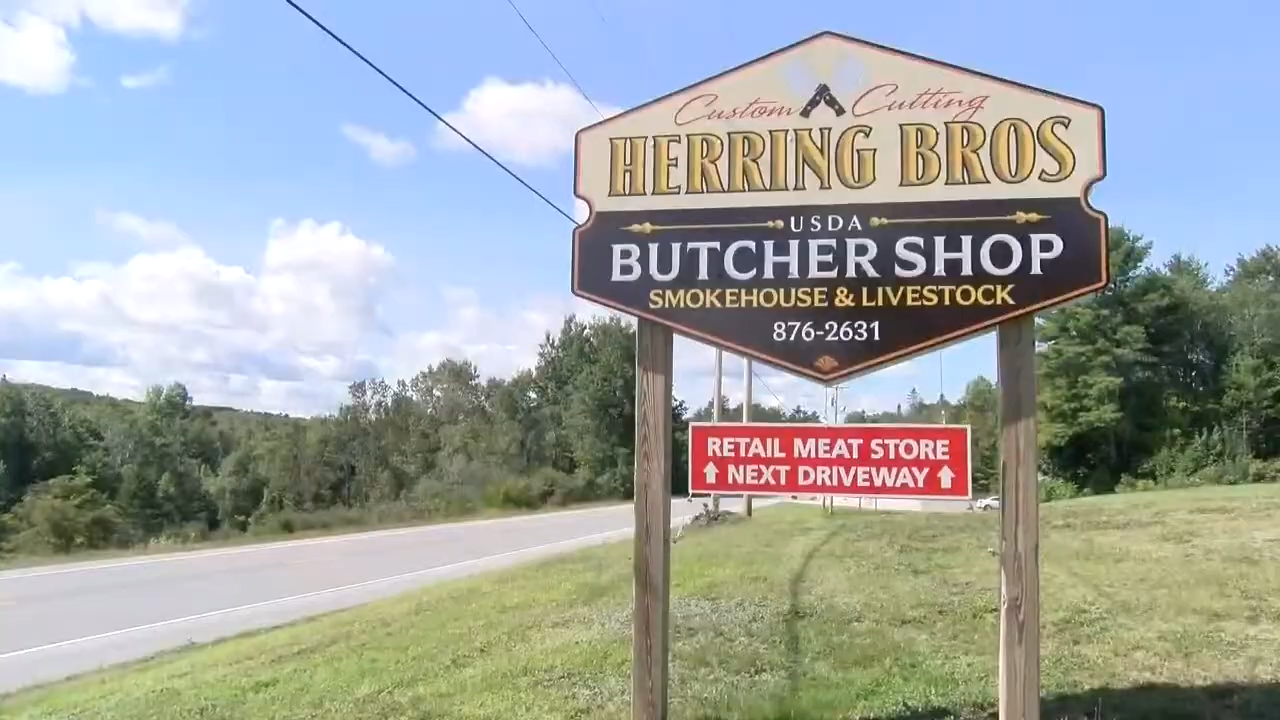 Custom Cutting
HERRING BROS
USDA
BUTCHER SHOP
SMOKEHOUSE & LIVESTOCK
876-2631
RETAIL MEAT STORE
↑ NEXT DRIVEWAY ↑